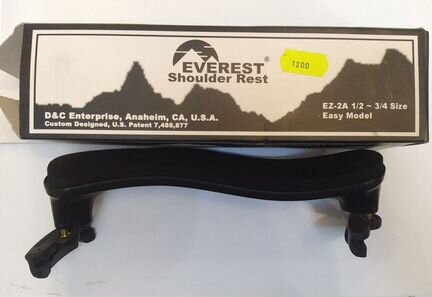 EVEREST®
Shoulder Rest
1200
EZ-2A 1/2 ~ 3/4 Size
Easy Model
D&C Enterprise, Anaheim, CA, U.S.A.
Custom Designed, U.S. Patent 7,488,877